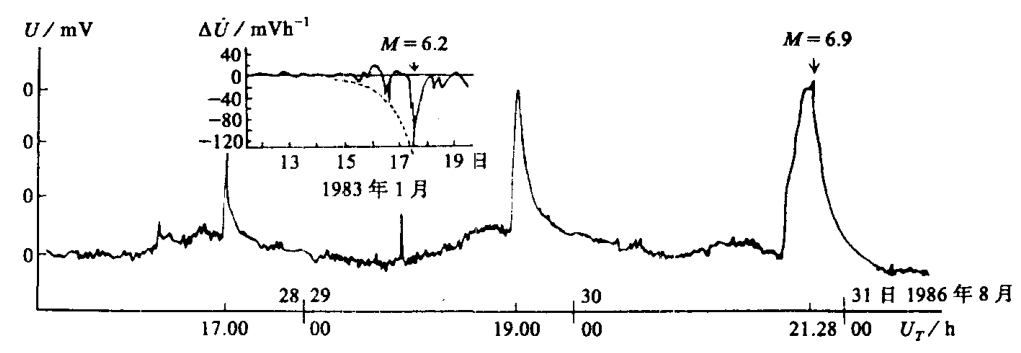 U / mV
ΔU̇ / mVh⁻¹
M = 6.2
M = 6.9
40
0
−40
−80
−120
13 15 17 19 日
1983 年 1 月
0
0
0
0
28 29 30 31 日 1986 年 8 月
17.00 00 19.00 00 21.28 00 U_T / h